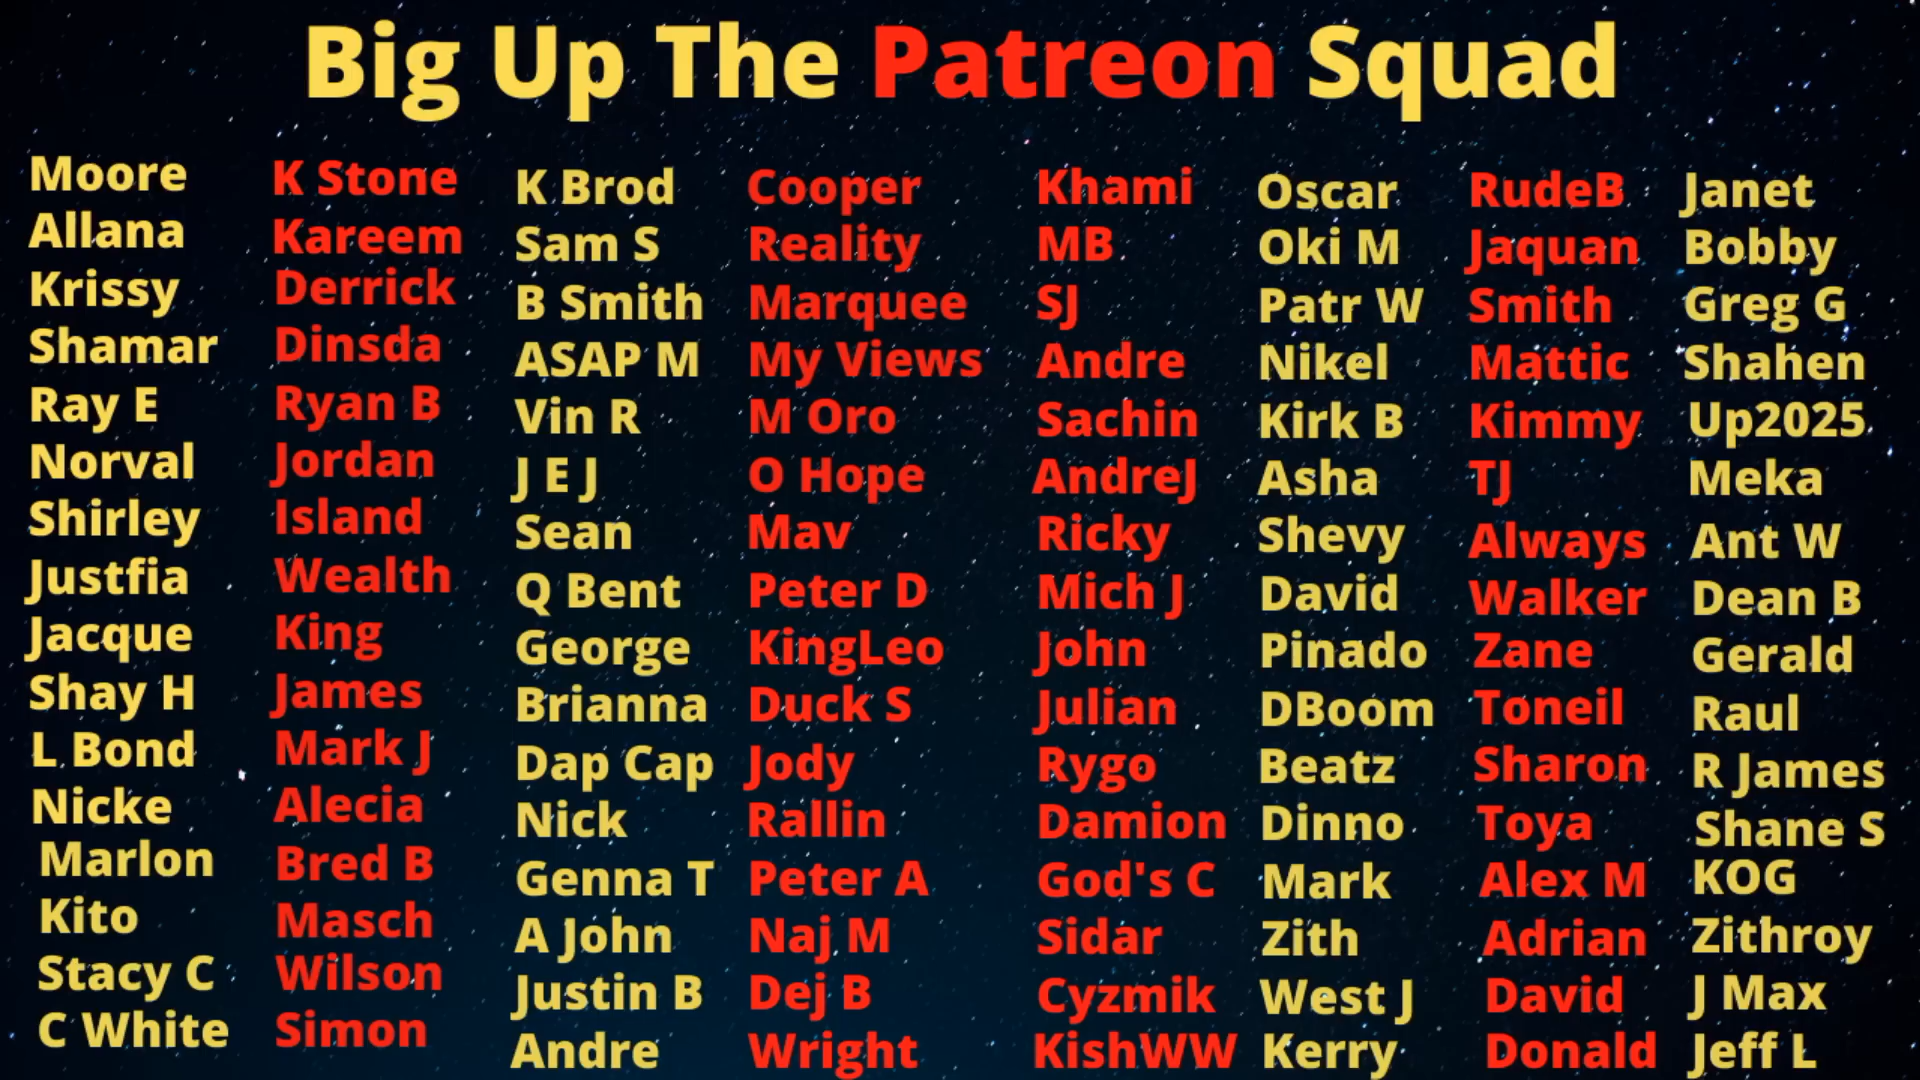 Big Up The Patreon Squad
Moore
Allana
Krissy
Shamar
Ray E
Norval
Shirley
Justfia
Jacque
Shay H
L Bond
Nicke
Marlon
Kito
Stacy C
C White
K Stone
Kareem
Derrick
Dinsda
Ryan B
Jordan
Island
Wealth
King
James
Mark J
Alecia
Bred B
Masch
Wilson
Simon
K Brod
Sam S
B Smith
ASAP M
Vin R
J E J
Sean
Q Bent
George
Brianna
Dap Cap
Nick
Genna T
A John
Justin B
Andre
Cooper
Reality
Marquee
My Views
M Oro
O Hope
Mav
Peter D
KingLeo
Duck S
Jody
Rallin
Peter A
Naj M
Dej B
Wright
Khami
MB
SJ
Andre
Sachin
AndreJ
Ricky
Mich J
John
Julian
Rygo
Damion
God's C
Sidar
Cyzmik
KishWW
Oscar
Oki M
Patr W
Nikel
Kirk B
Asha
Shevy
David
Pinado
DBoom
Beatz
Dinno
Mark
Zith
West J
Kerry
RudeB
Jaquan
Smith
Mattic
Kimmy
TJ
Always
Walker
Zane
Toneil
Sharon
Toya
Alex M
Adrian
David
Donald
Janet
Bobby
Greg G
Shahen
Up2025
Meka
Ant W
Dean B
Gerald
Raul
R James
Shane S
KOG
Zithroy
J Max
Jeff L